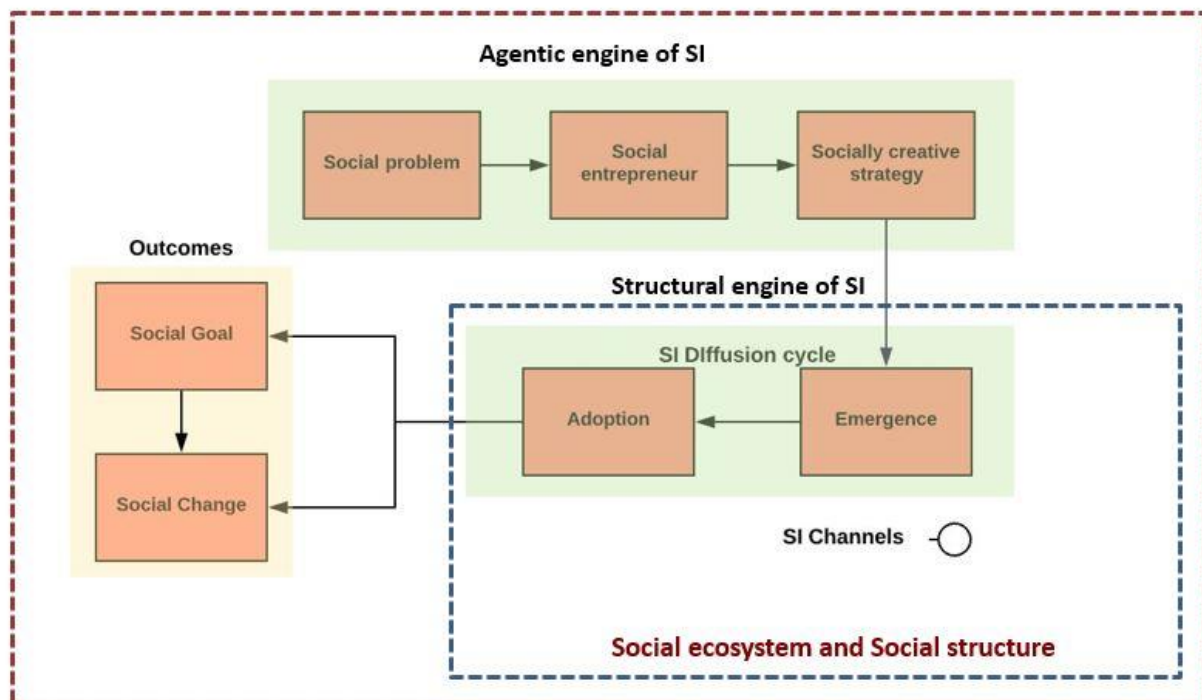 Agentic engine of SI
Social problem
Social
entrepreneur
Socially creative
strategy
Outcomes
Social Goal
Social Change
Structural engine of SI
SI DIffusion cycle
Adoption
Emergence
SI Channels
Social ecosystem and Social structure